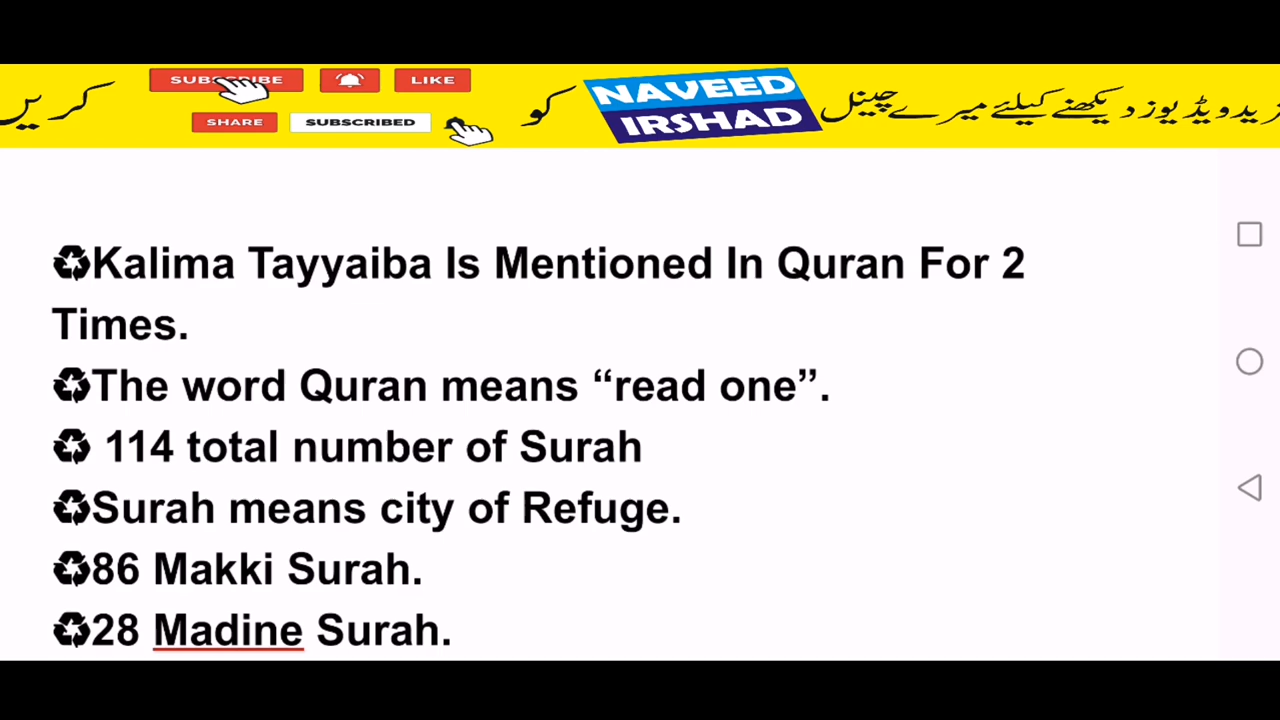 SUBSCRIBE LIKE
SHARE SUBSCRIBED
ویڈیوز دیکھنے کیلئے میرے چینل NAVEED IRSHAD کو کریں
♻Kalima Tayyaiba Is Mentioned In Quran For 2
Times.
♻The word Quran means “read one”.
♻ 114 total number of Surah
♻Surah means city of Refuge.
♻86 Makki Surah.
♻28 Madine Surah.